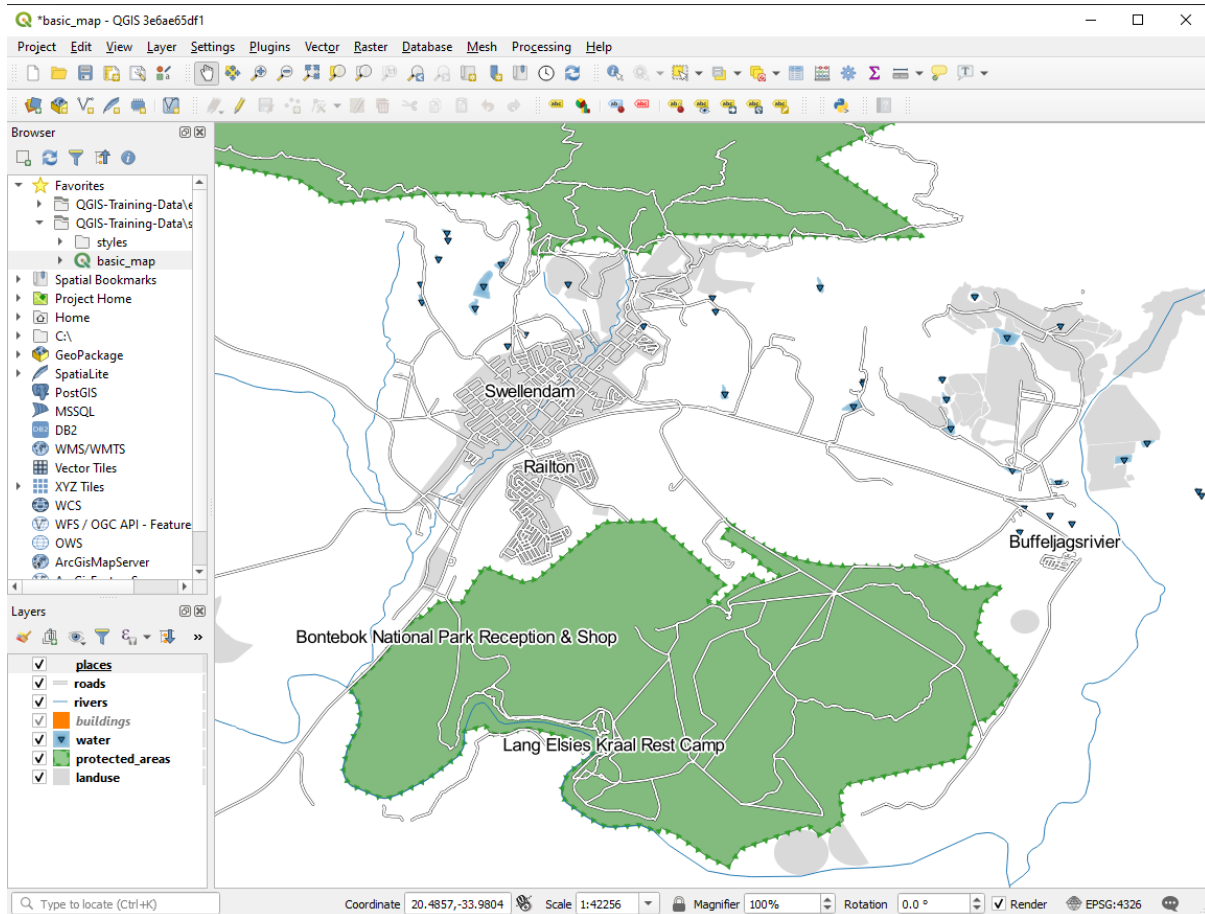 *basic_map - QGIS 3e6ae65df1
Project Edit View Layer Settings Plugins Vector Raster Database Mesh Processing Help
Browser
Favorites
QGIS-Training-Data\e
QGIS-Training-Data\s
styles
basic_map
Spatial Bookmarks
Project Home
Home
C:\
GeoPackage
SpatiaLite
PostGIS
MSSQL
DB2
WMS/WMTS
Vector Tiles
XYZ Tiles
WCS
WFS / OGC API - Feature
OWS
ArcGisMapServer
Layers
»
places
roads
rivers
buildings
water
protected_areas
landuse
Swellendam
Railton
Buffeljagsrivier
Bontebok National Park Reception & Shop
Lang Elsies Kraal Rest Camp
Type to locate (Ctrl+K) Coordinate 20.4857,-33.9804 Scale 1:42256 Magnifier 100% Rotation 0.0 ° Render EPSG:4326